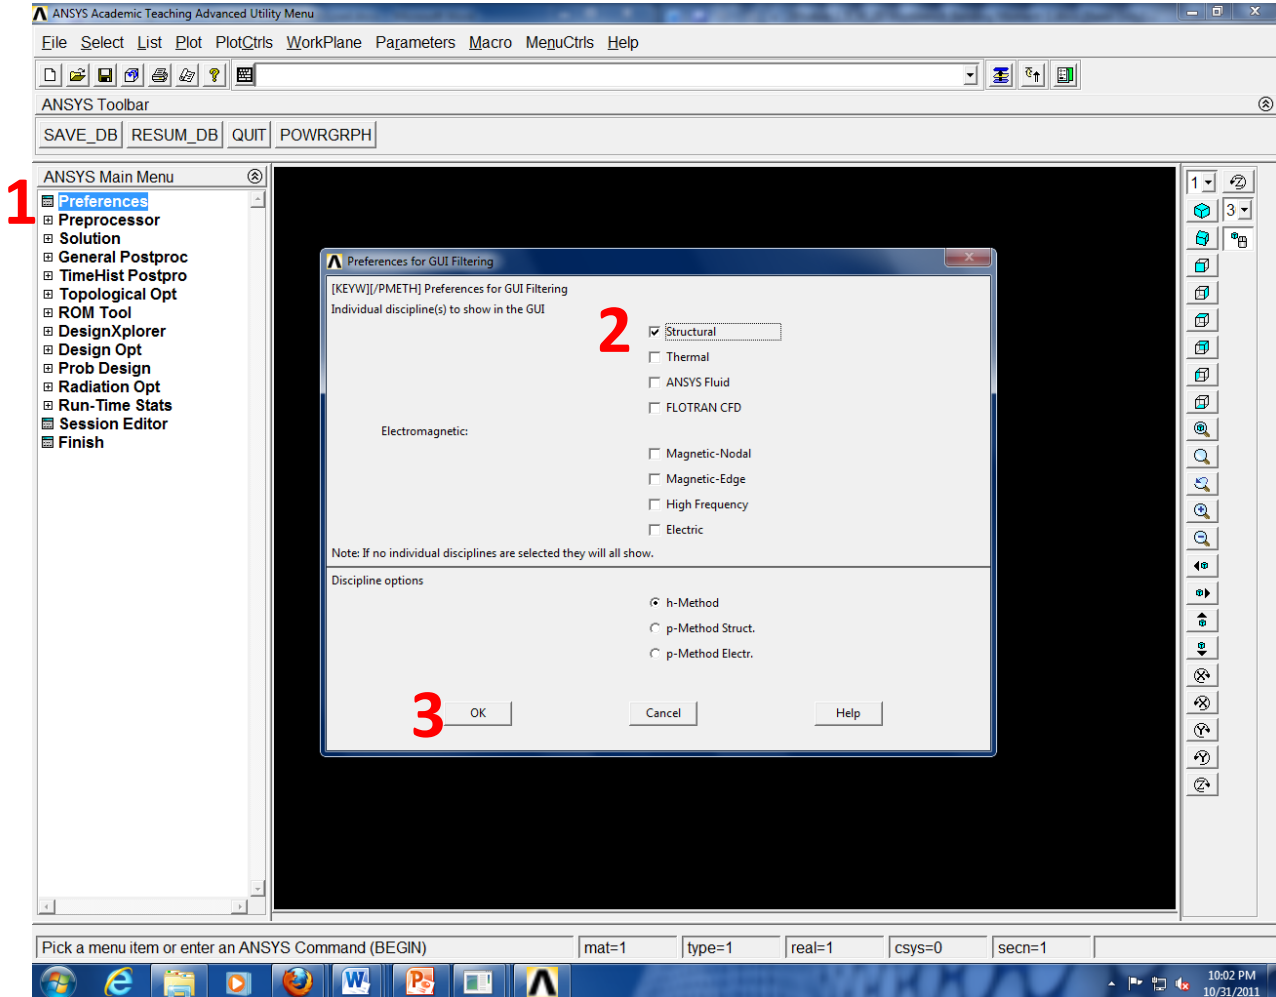 ANSYS Academic Teaching Advanced Utility Menu
File Select List Plot PlotCtrls WorkPlane Parameters Macro MenuCtrls Help
ANSYS Toolbar
SAVE_DB RESUM_DB QUIT POWRGRPH
ANSYS Main Menu
1
Preferences
Preprocessor
Solution
General Postproc
TimeHist Postpro
Topological Opt
ROM Tool
DesignXplorer
Design Opt
Prob Design
Radiation Opt
Run-Time Stats
Session Editor
Finish
Preferences for GUI Filtering
[KEYW][/PMETH] Preferences for GUI Filtering
Individual discipline(s) to show in the GUI
2
Structural
Thermal
ANSYS Fluid
FLOTRAN CFD
Electromagnetic:
Magnetic-Nodal
Magnetic-Edge
High Frequency
Electric
Note: If no individual disciplines are selected they will all show.
Discipline options
h-Method
p-Method Struct.
p-Method Electr.
3
OK Cancel Help
1
3
Pick a menu item or enter an ANSYS Command (BEGIN) mat=1 type=1 real=1 csys=0 secn=1
10:02 PM
10/31/2011